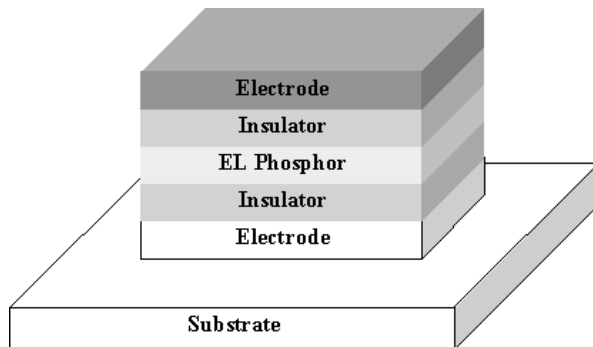 Electrode
Insulator
EL Phosphor
Insulator
Electrode
Substrate